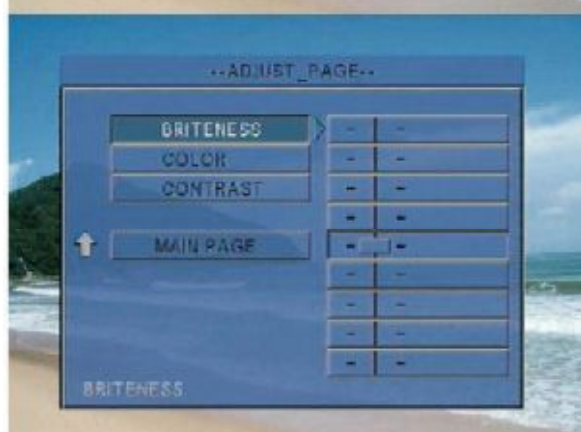 --ADJUST_PAGE--
BRITENESS
COLOR
CONTRAST
MAIN PAGE
BRITENESS